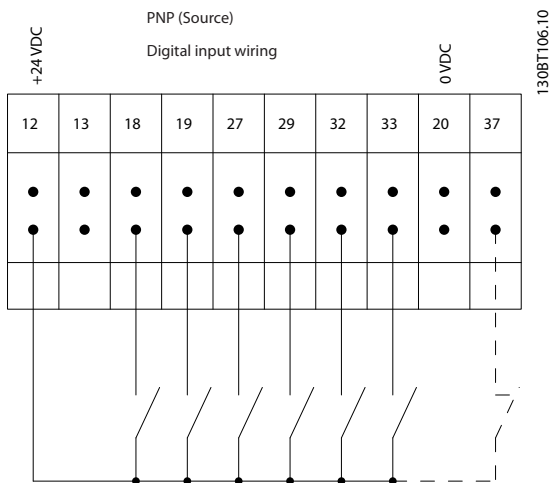 PNP (Source)
Digital input wiring
+24 VDC
0 VDC
130BT106.10
12 13 18 19 27 29 32 33 20 37